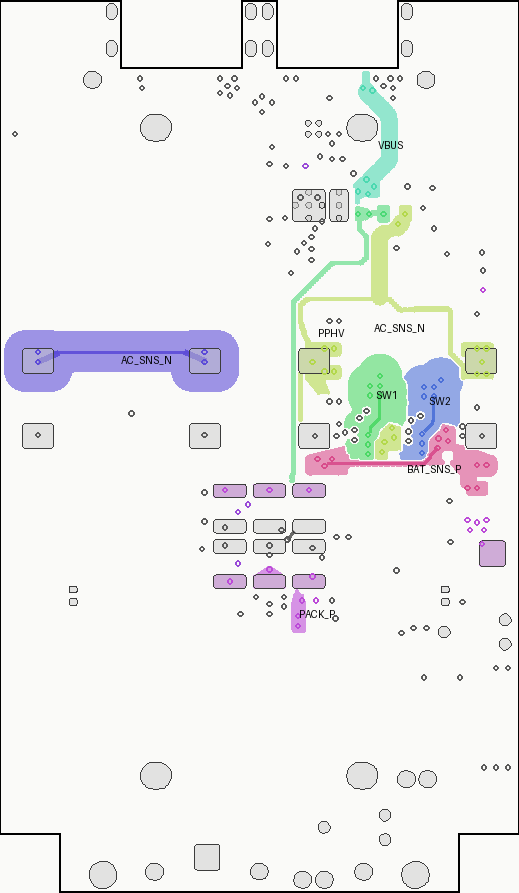 VBUS
PPHV
AC_SNS_N
AC_SNS_N
SW1
SW2
BAT_SNS_P
PACK_P